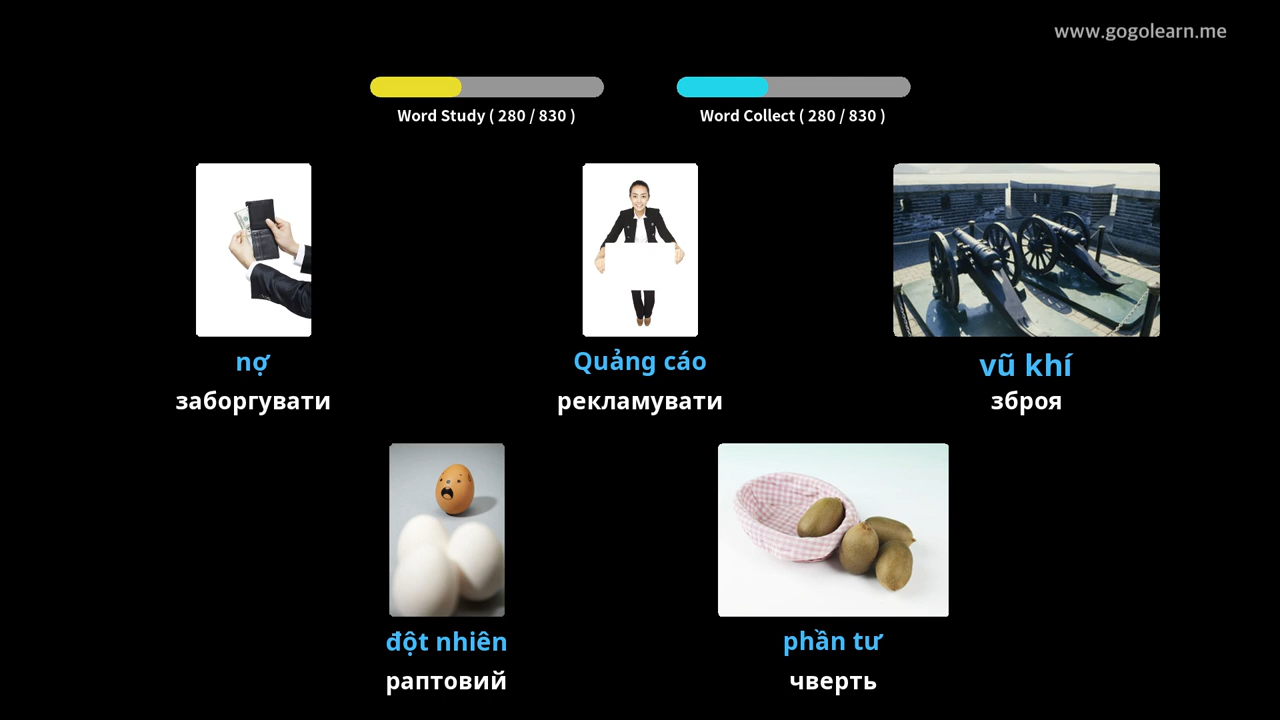 www.gogolearn.me
Word Study ( 280 / 830 )
Word Collect ( 280 / 830 )
nợ
заборгувати
Quảng cáo
рекламувати
vũ khí
зброя
đột nhiên
раптовий
phần tư
чверть